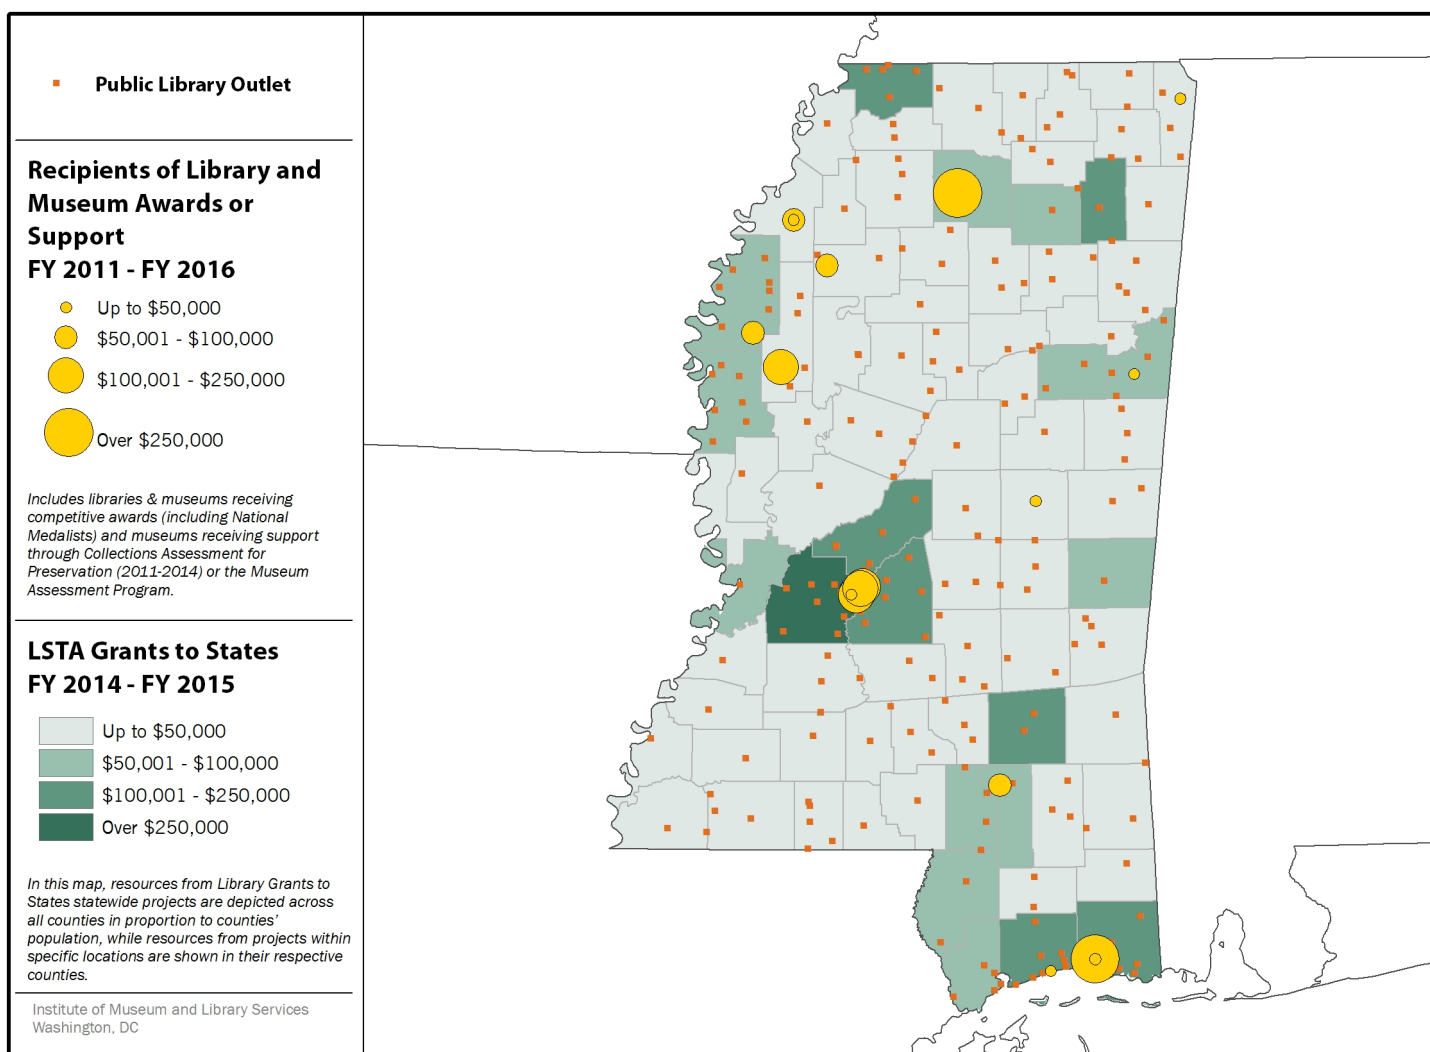 Public Library Outlet
Recipients of Library and
Museum Awards or
Support
FY 2011 - FY 2016
Up to $50,000
$50,001 - $100,000
$100,001 - $250,000
Over $250,000
Includes libraries & museums receiving
competitive awards (including National
Medalists) and museums receiving support
through Collections Assessment for
Preservation (2011-2014) or the Museum
Assessment Program.
LSTA Grants to States
FY 2014 - FY 2015
Up to $50,000
$50,001 - $100,000
$100,001 - $250,000
Over $250,000
In this map, resources from Library Grants to
States statewide projects are depicted across
all counties in proportion to counties’
population, while resources from projects within
specific locations are shown in their respective
counties.
Institute of Museum and Library Services
Washington, DC